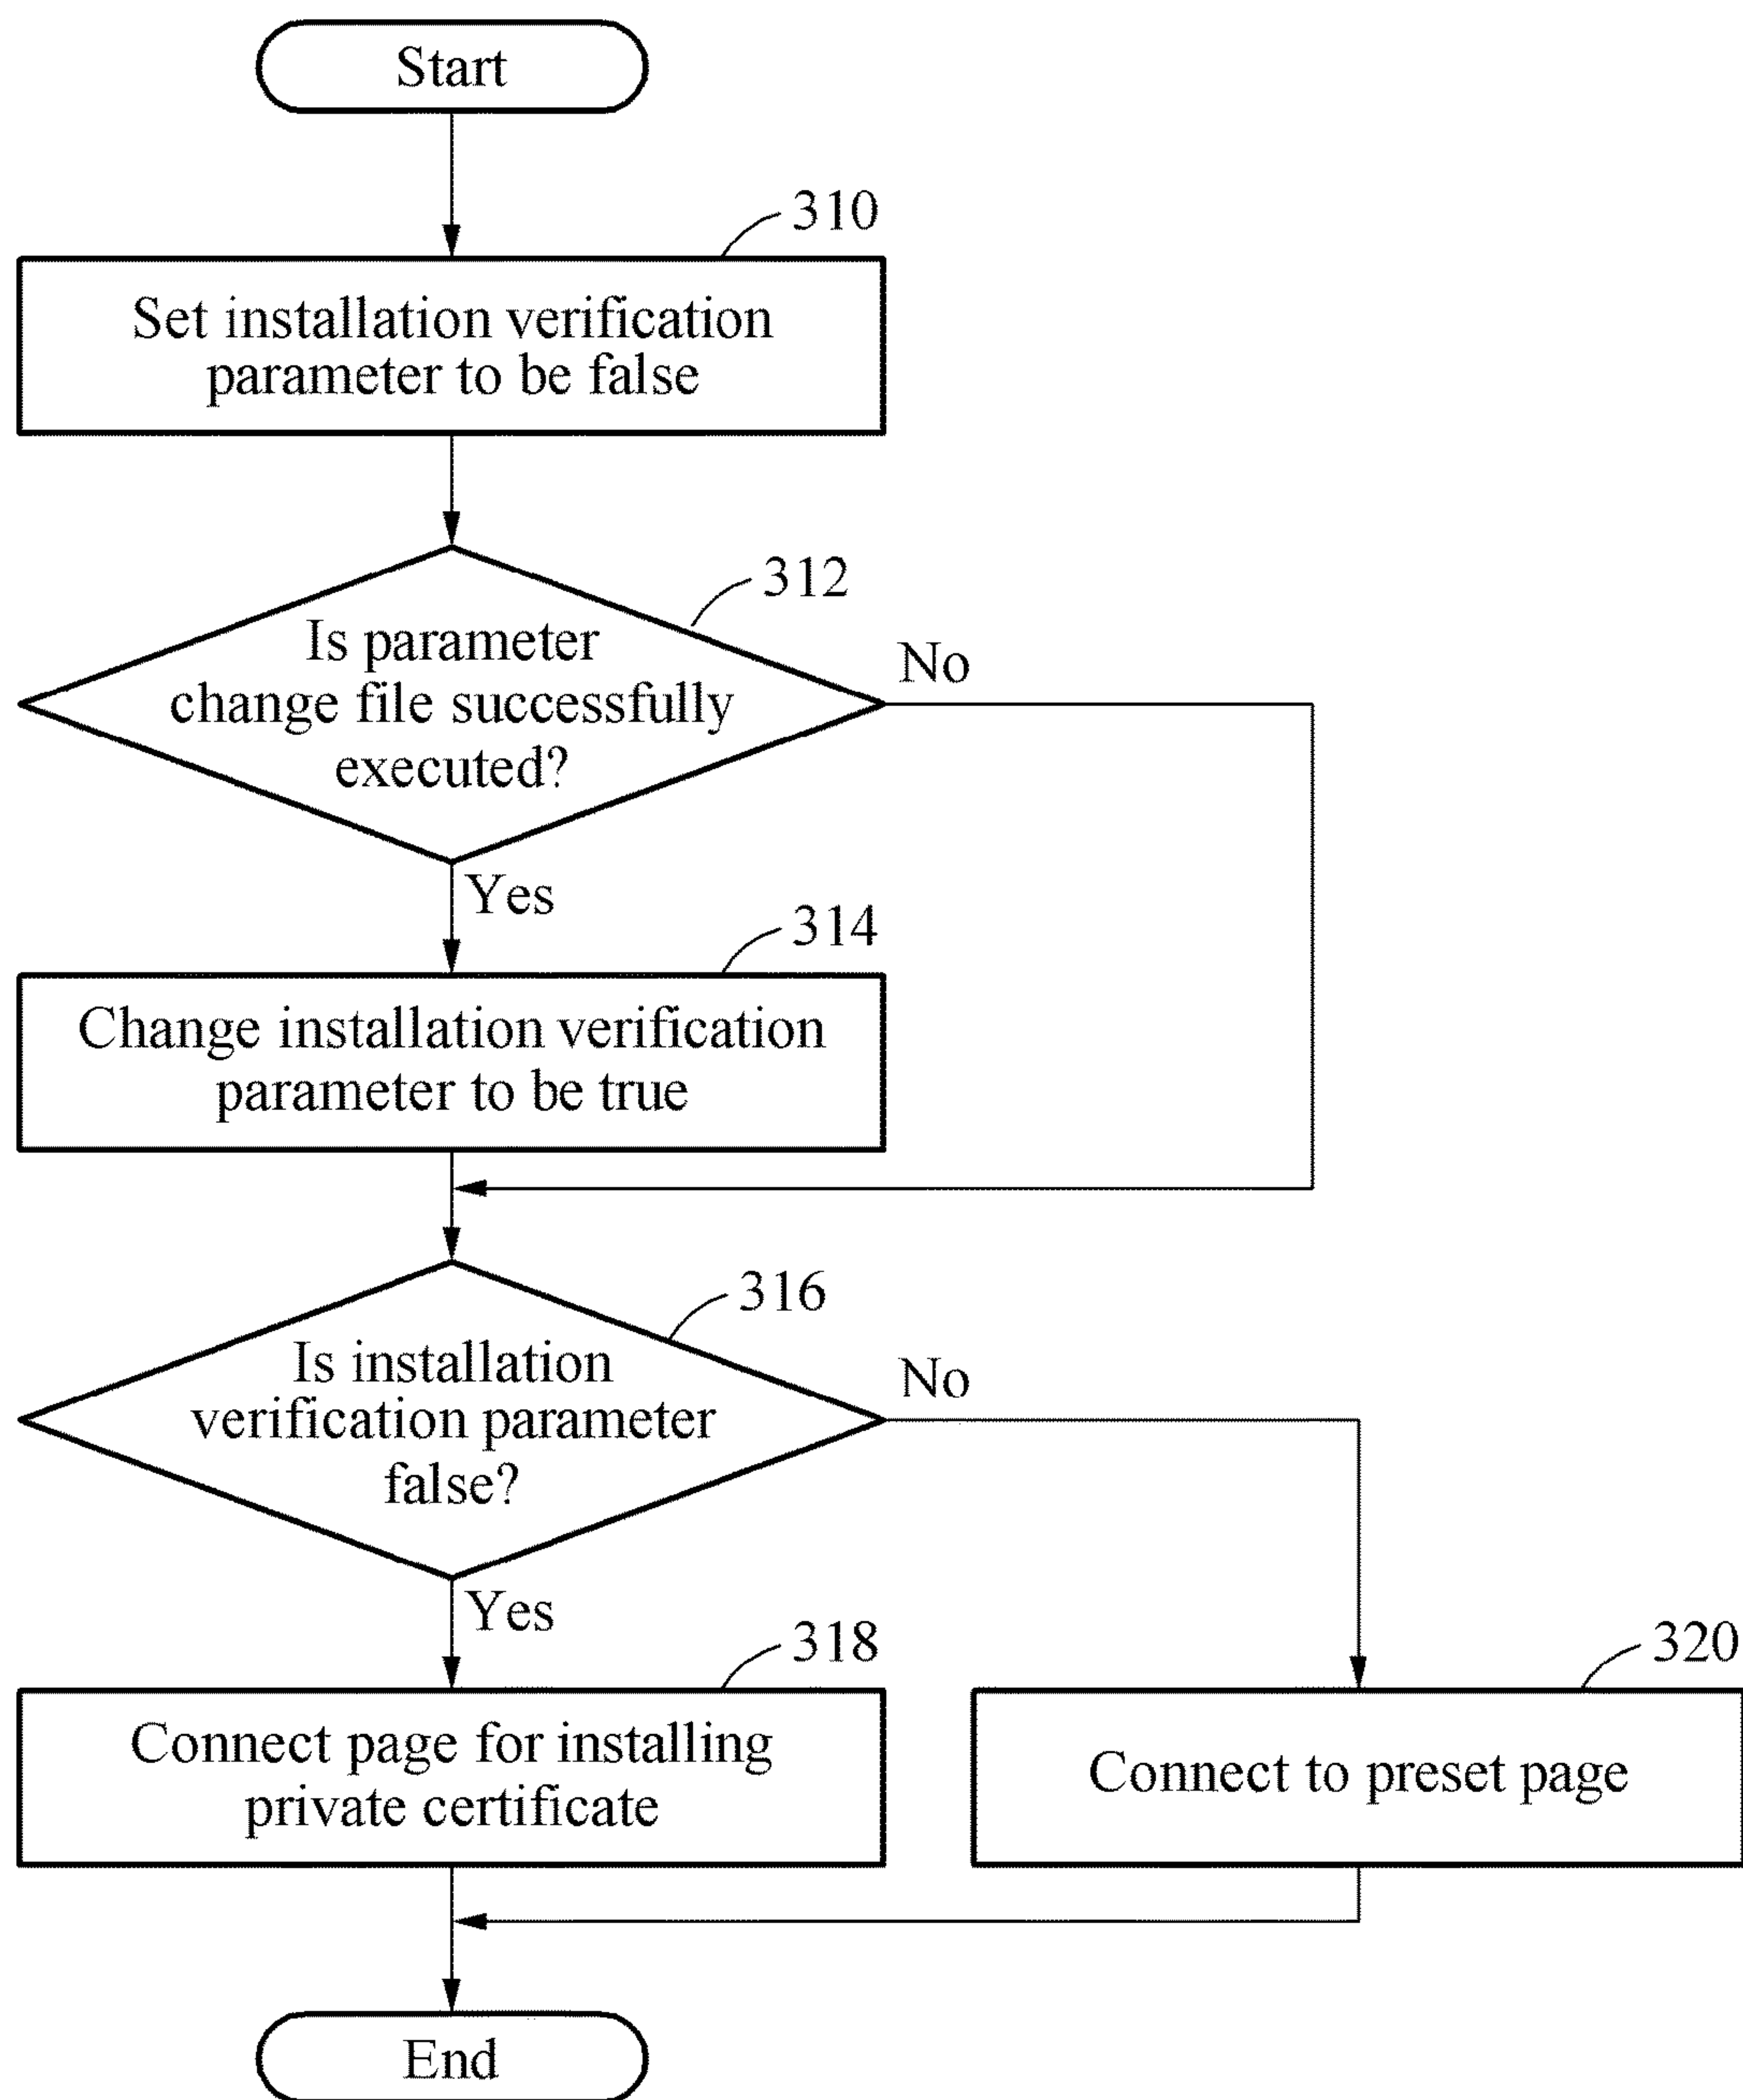 Start
310
Set installation verification
parameter to be false
312
Is parameter
change file successfully
executed?
No
Yes
314
Change installation verification
parameter to be true
316
Is installation
verification parameter
false?
No
Yes
318
Connect page for installing
private certificate
320
Connect to preset page
End